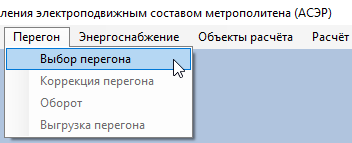 ления электроподвижным составом метрополитена (АСЭР)
Перегон Энергоснабжение Объекты расчёта Расчёт
Выбор перегона
Коррекция перегона
Оборот
Выгрузка перегона